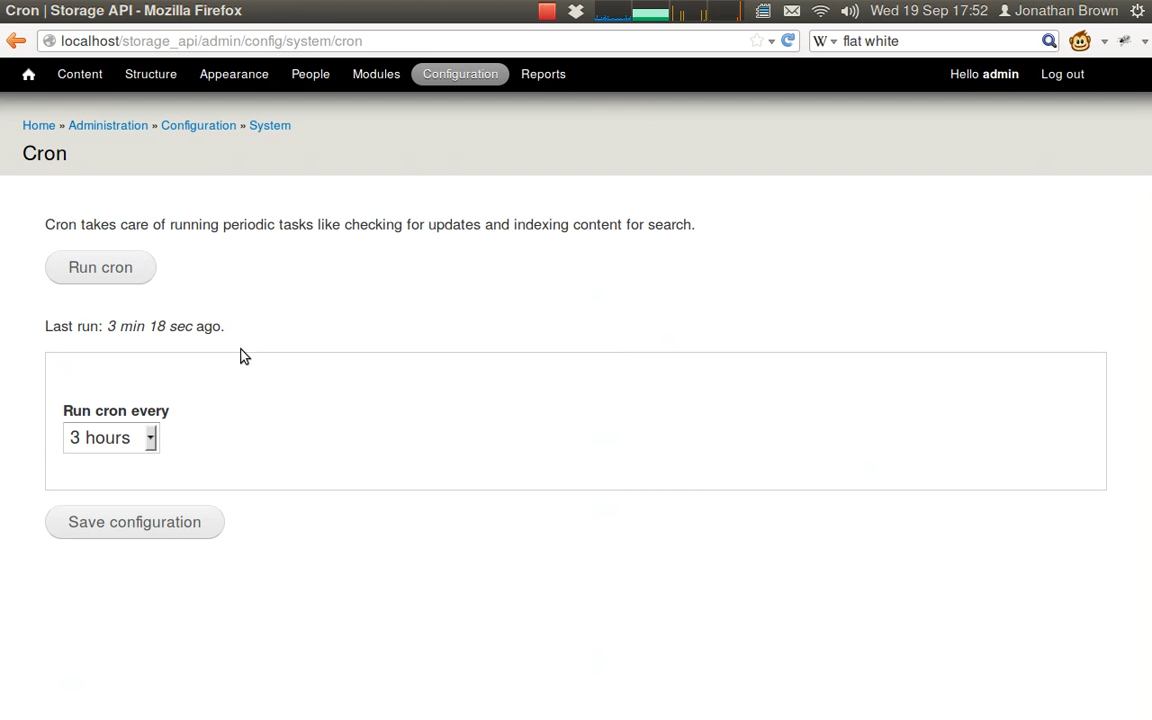 Cron | Storage API - Mozilla Firefox
Wed 19 Sep 17:52 Jonathan Brown
localhost/storage_api/admin/config/system/cron
W flat white
Content Structure Appearance People Modules Configuration Reports
Hello admin Log out
Home » Administration » Configuration » System
Cron
Cron takes care of running periodic tasks like checking for updates and indexing content for search.
Run cron
Last run: 3 min 18 sec ago.
Run cron every
3 hours
Save configuration